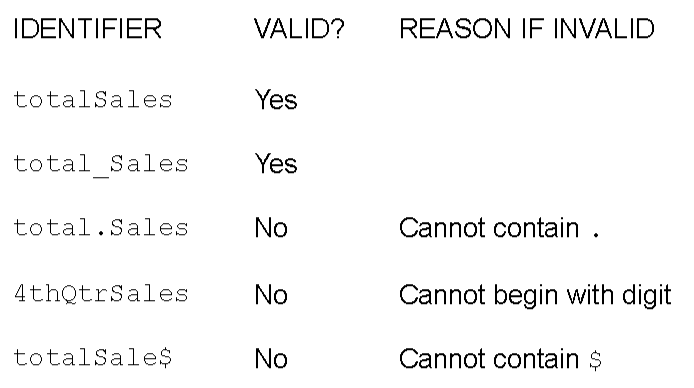 IDENTIFIER VALID? REASON IF INVALID
totalSales Yes
total_Sales Yes
total.Sales No Cannot contain .
4thQtrSales No Cannot begin with digit
totalSale$ No Cannot contain $